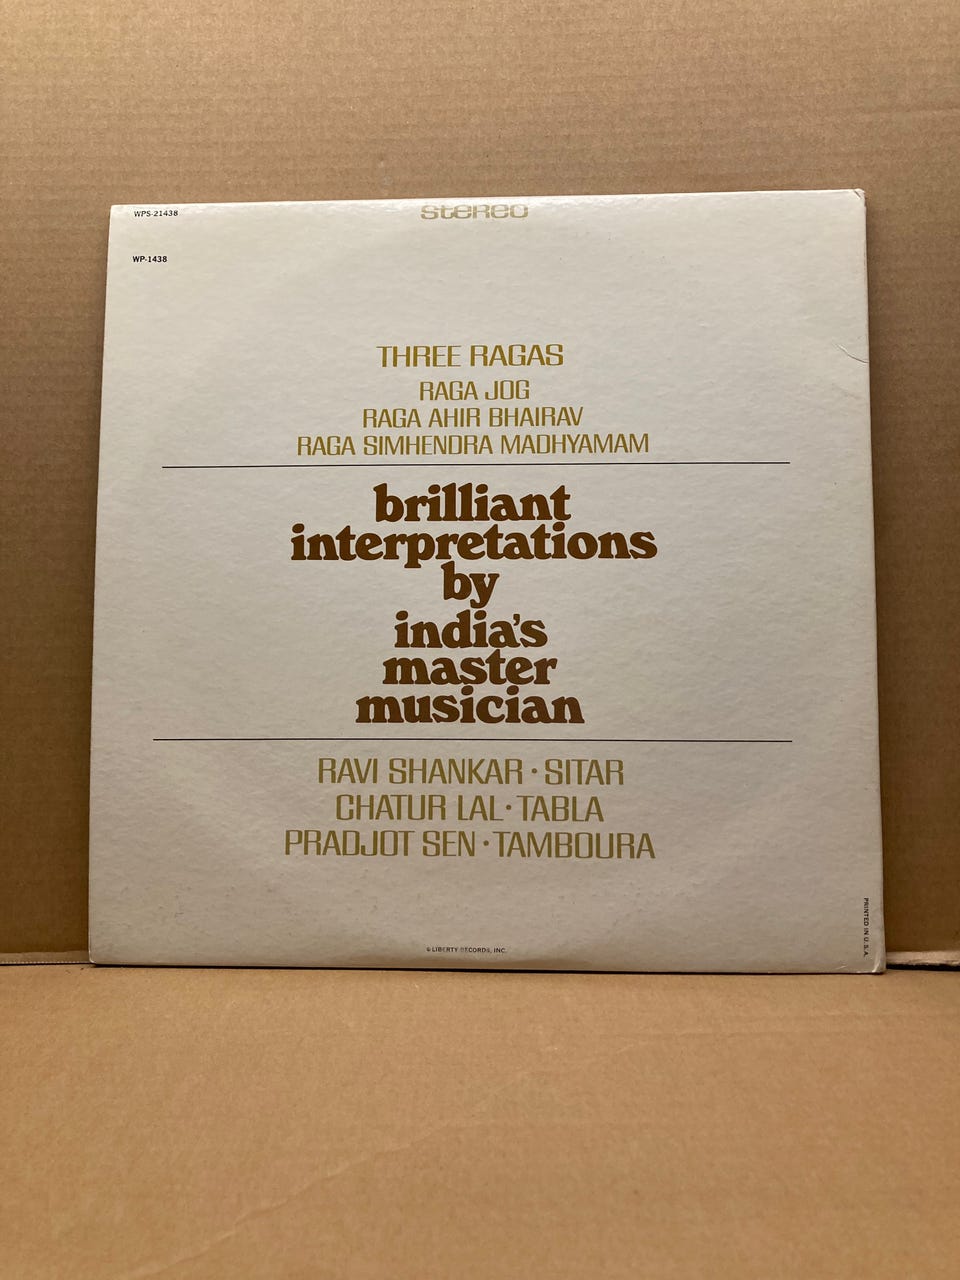 WPS-21438
STEREO
WP-1438
THREE RAGAS
RAGA JOG
RAGA AHIR BHAIRAV
RAGA SIMHENDRA MADHYAMAM
brilliant
interpretations
by
india's
master
musician
RAVI SHANKAR · SITAR
CHATUR LAL · TABLA
PRADJOT SEN · TAMBOURA
© LIBERTY RECORDS, INC.
PRINTED IN U.S.A.